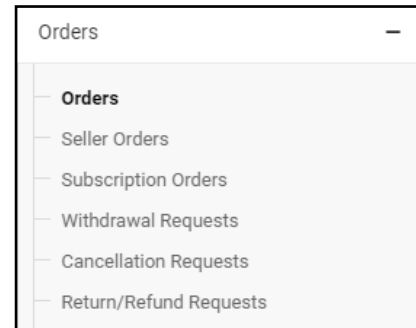 Orders −
Orders
Seller Orders
Subscription Orders
Withdrawal Requests
Cancellation Requests
Return/Refund Requests